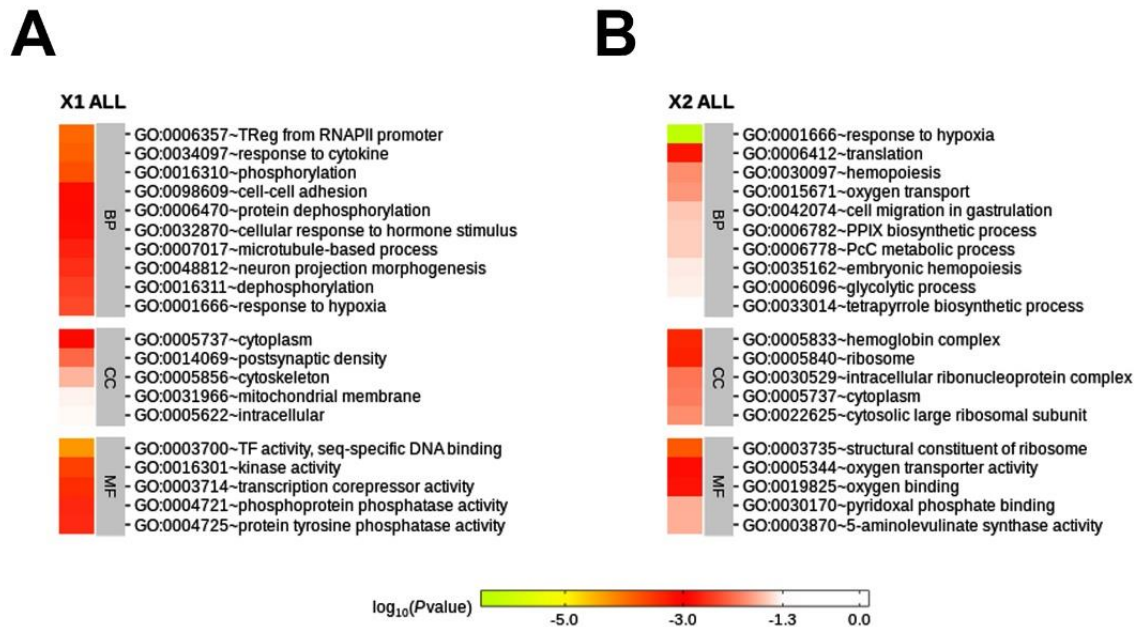 A
X1 ALL
GO:0006357~TReg from RNAPII promoter
GO:0034097~response to cytokine
GO:0016310~phosphorylation
GO:0098609~cell-cell adhesion
GO:0006470~protein dephosphorylation
GO:0032870~cellular response to hormone stimulus
GO:0007017~microtubule-based process
GO:0048812~neuron projection morphogenesis
GO:0016311~dephosphorylation
GO:0001666~response to hypoxia
BP
GO:0005737~cytoplasm
GO:0014069~postsynaptic density
GO:0005856~cytoskeleton
GO:0031966~mitochondrial membrane
GO:0005622~intracellular
CC
GO:0003700~TF activity, seq-specific DNA binding
GO:0016301~kinase activity
GO:0003714~transcription corepressor activity
GO:0004721~phosphoprotein phosphatase activity
GO:0004725~protein tyrosine phosphatase activity
MF
B
X2 ALL
GO:0001666~response to hypoxia
GO:0006412~translation
GO:0030097~hemopoiesis
GO:0015671~oxygen transport
GO:0042074~cell migration in gastrulation
GO:0006782~PPIX biosynthetic process
GO:0006778~PcC metabolic process
GO:0035162~embryonic hemopoiesis
GO:0006096~glycolytic process
GO:0033014~tetrapyrrole biosynthetic process
BP
GO:0005833~hemoglobin complex
GO:0005840~ribosome
GO:0030529~intracellular ribonucleoprotein complex
GO:0005737~cytoplasm
GO:0022625~cytosolic large ribosomal subunit
CC
GO:0003735~structural constituent of ribosome
GO:0005344~oxygen transporter activity
GO:0019825~oxygen binding
GO:0030170~pyridoxal phosphate binding
GO:0003870~5-aminolevulinate synthase activity
MF
log10(Pvalue)
-5.0 -3.0 -1.3 0.0